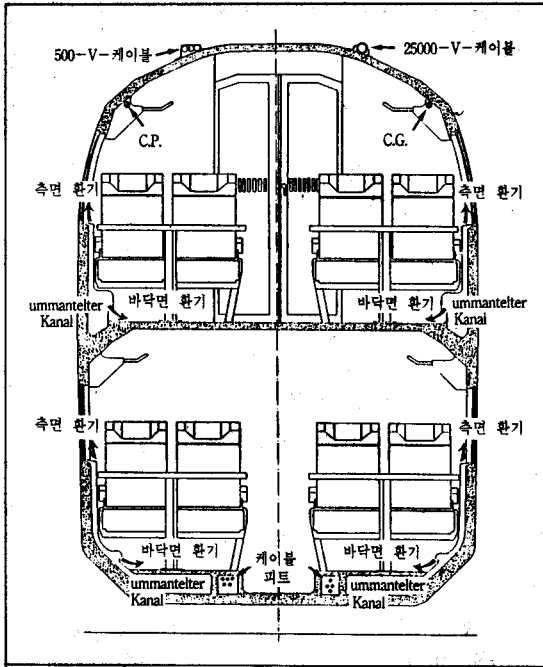 500-V-케이블
25000-V-케이블
C.P.
C.G.
측면 환기
측면 환기
바닥면 환기
바닥면 환기
ummantelter
Kanal
ummantelter
Kanal
측면 환기
측면 환기
바닥면 환기
케이블
피트
바닥면 환기
ummantelter
Kanal
ummantelter
Kanal